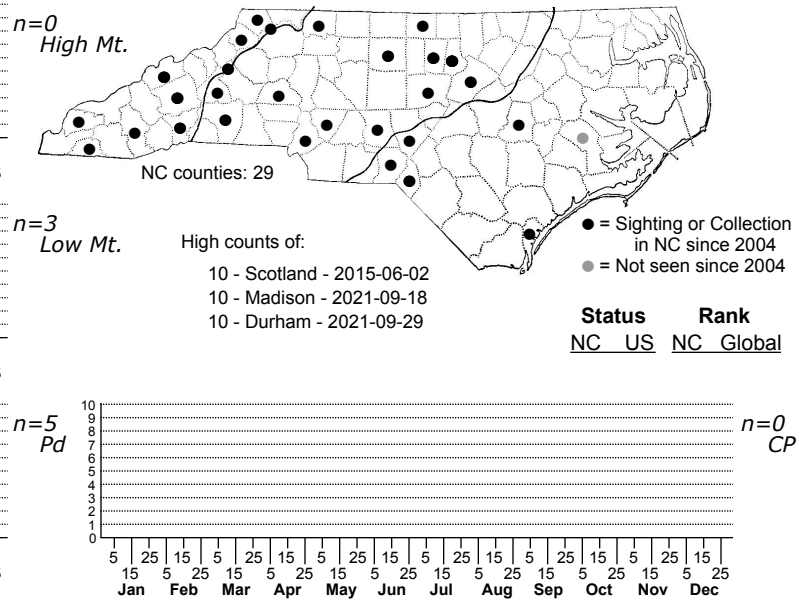 n=0
High Mt.
NC counties: 29
n=3
Low Mt.
High counts of:
10 - Scotland - 2015-06-02
10 - Madison - 2021-09-18
10 - Durham - 2021-09-29
= Sighting or Collection
in NC since 2004
= Not seen since 2004
Status Rank
NC US NC Global
n=5
Pd
10
9
8
7
6
5
4
3
2
1
0
n=0
CP
5 25 15 5 25 15 5 25 15 5 25 15 5 25 15 5 25 15
15 5 25 15 5 25 15 5 25 15 5 25 15 5 25 15 5 25
Jan Feb Mar Apr May Jun Jul Aug Sep Oct Nov Dec